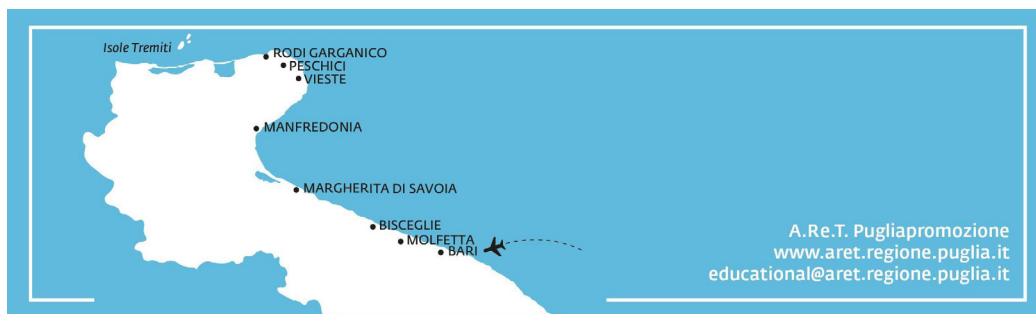 Isole Tremiti
RODI GARGANICO
PESCHICI
VIESTE
MANFREDONIA
MARGHERITA DI SAVOIA
BISCEGLIE
MOLFETTA
BARI
A.Re.T. Pugliapromozione
www.aret.regione.puglia.it
educational@aret.regione.puglia.it